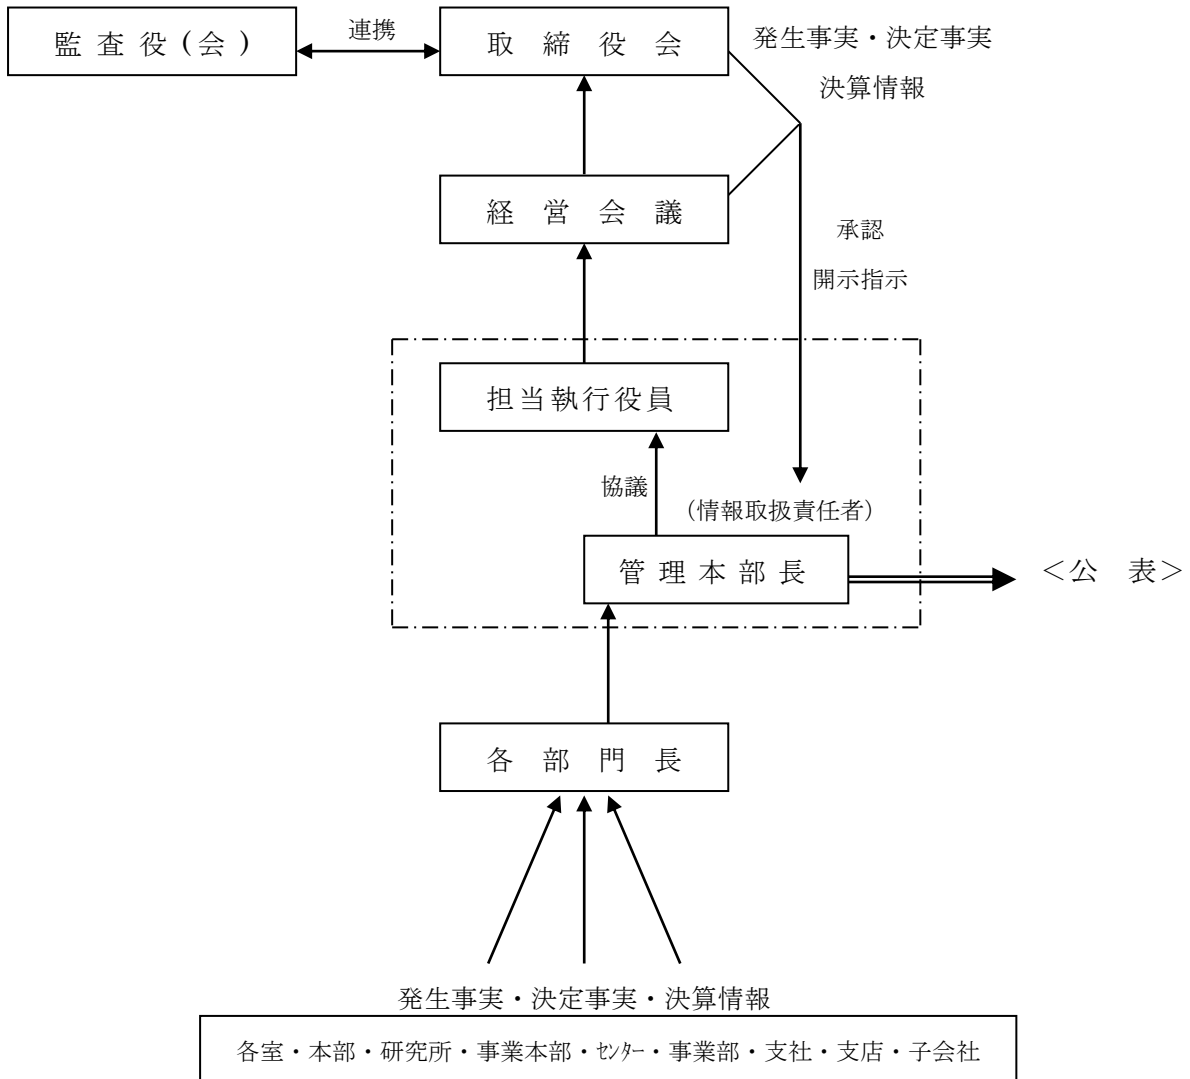 監査役(会)
連携
取締役会
発生事実・決定事実
決算情報
経営会議
承認
開示指示
担当執行役員
協議
(情報取扱責任者)
管理本部長
＜公　表＞
各部門長
発生事実・決定事実・決算情報
各室・本部・研究所・事業本部・ｾﾝﾀｰ・事業部・支社・支店・子会社